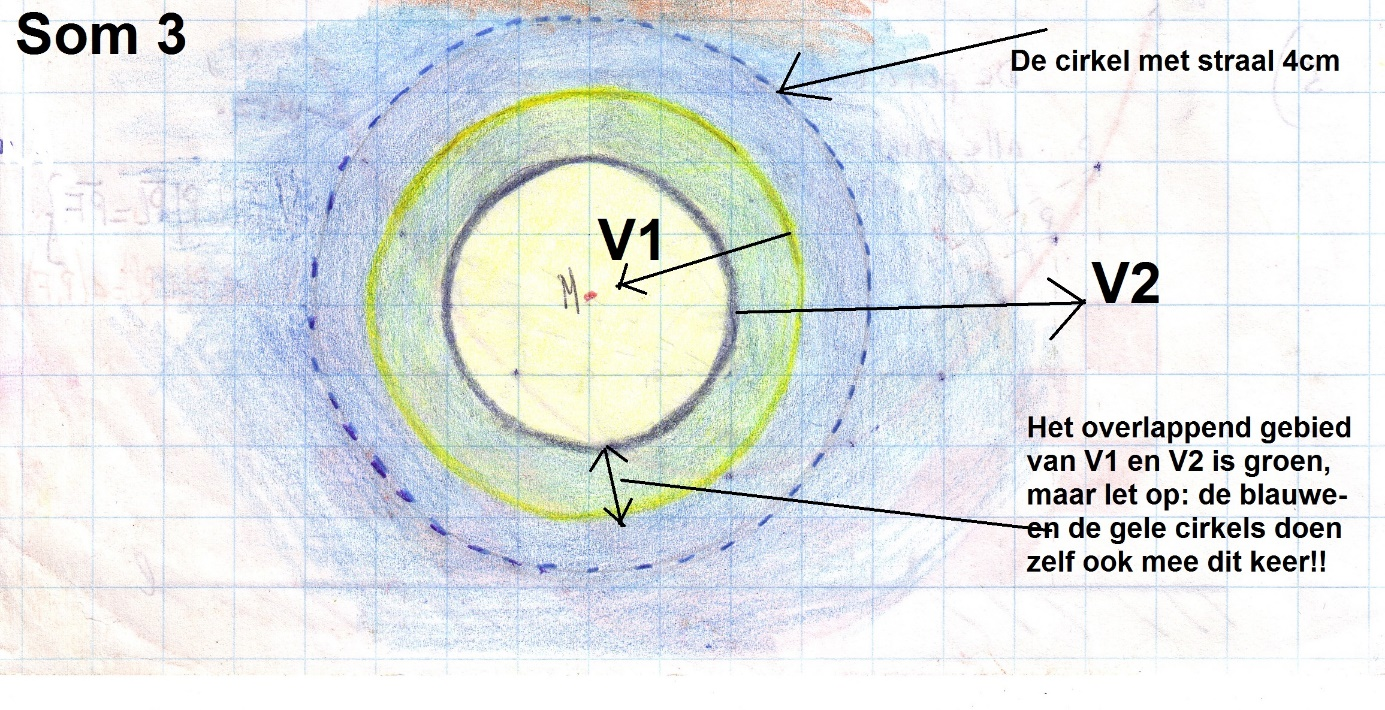 Som 3
De cirkel met straal 4cm
V1
M
V2
Het overlappend gebied
van V1 en V2 is groen,
maar let op: de blauwe-
en de gele cirkels doen
zelf ook mee dit keer!!